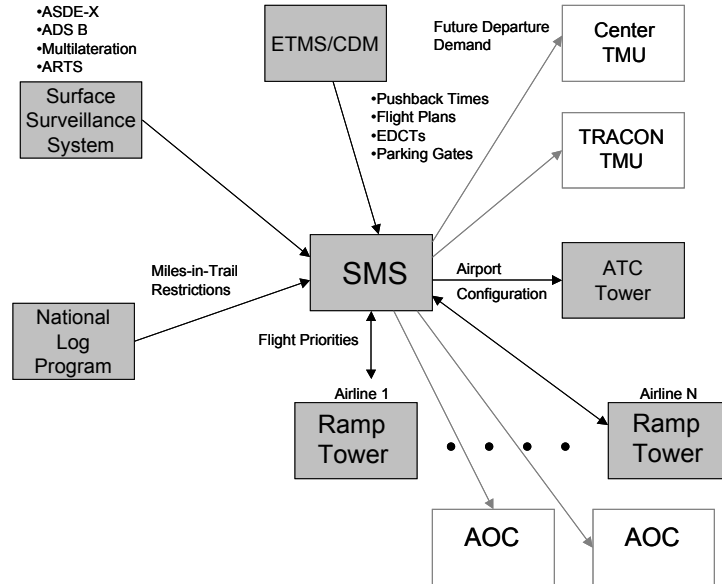 •ASDE-X
•ADS B
•Multilateration
•ARTS
Surface
Surveillance
System
ETMS/CDM
•Pushback Times
•Flight Plans
•EDCTs
•Parking Gates
Future Departure
Demand
Center
TMU
TRACON
TMU
SMS
Airport
Configuration
ATC
Tower
Miles-in-Trail
Restrictions
National
Log
Program
Flight Priorities
Airline 1
Ramp
Tower
Airline N
Ramp
Tower
AOC
AOC